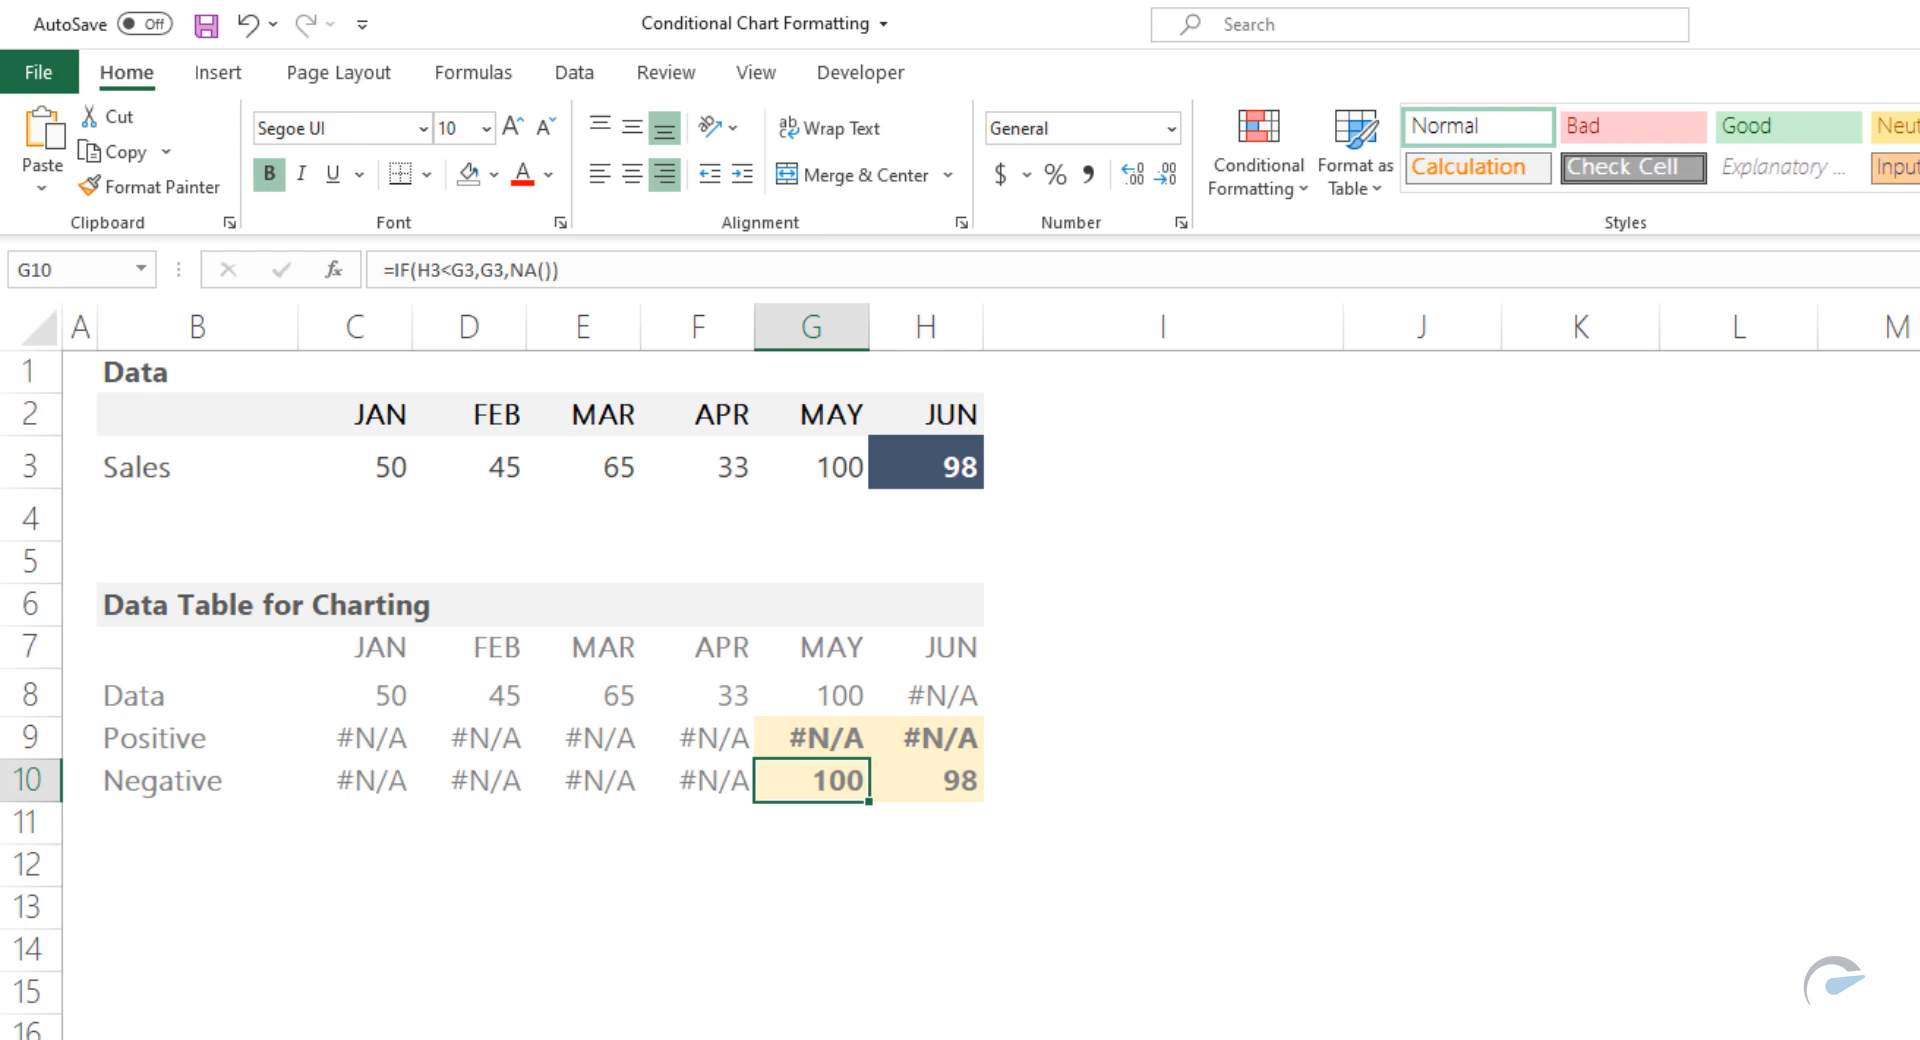 AutoSave Off Conditional Chart Formatting Search
File Home Insert Page Layout Formulas Data Review View Developer
Paste Cut Copy Format Painter Clipboard
Segoe UI 10 B I U Font
ab Wrap Text Merge & Center Alignment
General $ % Number
Conditional Formatting Format as Table
Normal Bad Good
Calculation Check Cell Explanatory ... Input
Styles
G10 fx =IF(H3<G3,G3,NA())
A B C D E F G H I J K L M
1 Data
2 JAN FEB MAR APR MAY JUN
3 Sales 50 45 65 33 100 98
4
5
6 Data Table for Charting
7 JAN FEB MAR APR MAY JUN
8 Data 50 45 65 33 100 #N/A
9 Positive #N/A #N/A #N/A #N/A #N/A #N/A
10 Negative #N/A #N/A #N/A #N/A 100 98
11
12
13
14
15
16